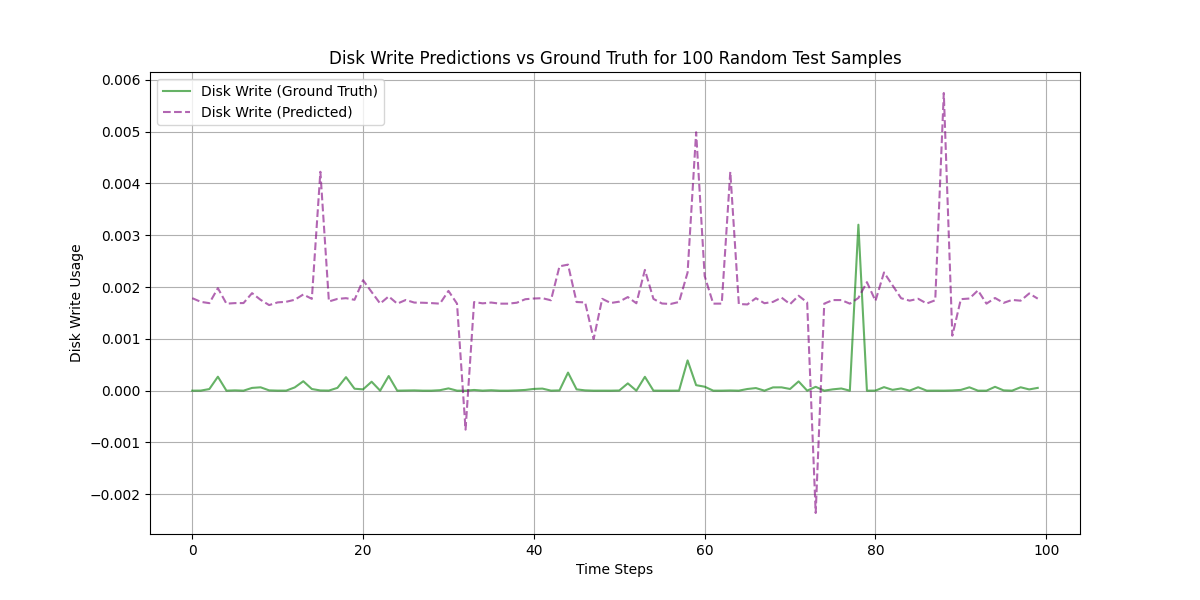 Disk Write Predictions vs Ground Truth for 100 Random Test Samples
Disk Write (Ground Truth)
Disk Write (Predicted)
Disk Write Usage
0.006
0.005
0.004
0.003
0.002
0.001
0.000
−0.001
−0.002
0 20 40 60 80 100
Time Steps